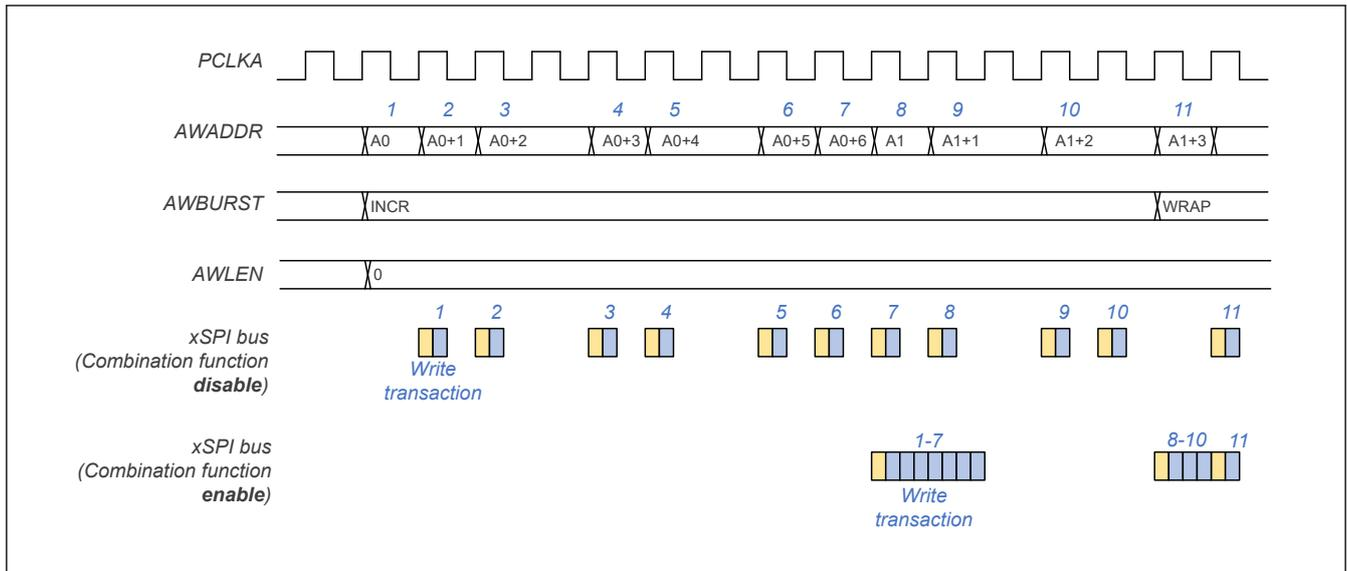 PCLKA
1 2 3 4 5 6 7 8 9 10 11
AWADDR
A0 A0+1 A0+2 A0+3 A0+4 A0+5 A0+6 A1 A1+1 A1+2 A1+3
AWBURST
INCR WRAP
AWLEN
0
1 2 3 4 5 6 7 8 9 10 11
xSPI bus
(Combination function
disable)
Write
transaction
1-7 8-10 11
xSPI bus
(Combination function
enable)
Write
transaction